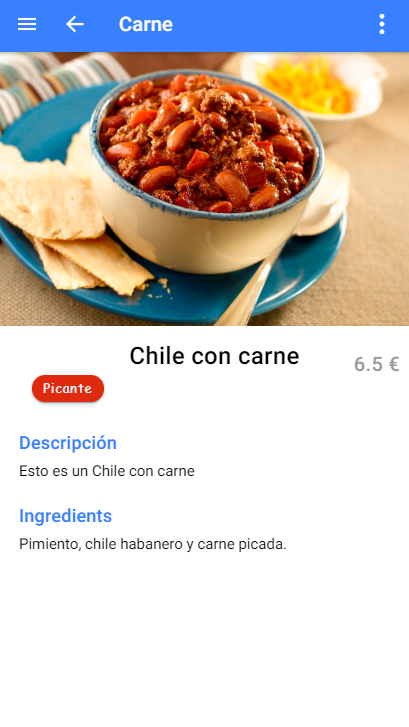 Carne
Chile con carne
6.5 €
Picante
Descripción
Esto es un Chile con carne
Ingredients
Pimiento, chile habanero y carne picada.